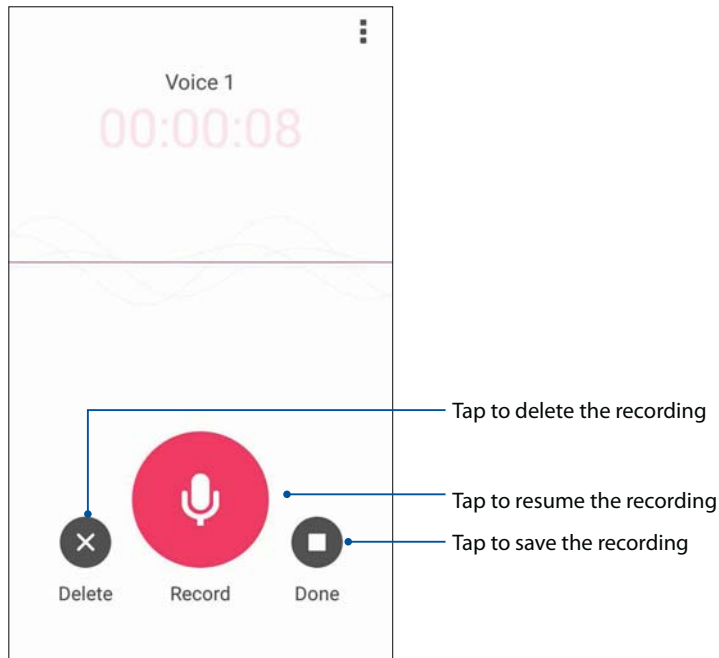 Voice 1
00:00:08
Tap to delete the recording
Tap to resume the recording
Tap to save the recording
Delete
Record
Done